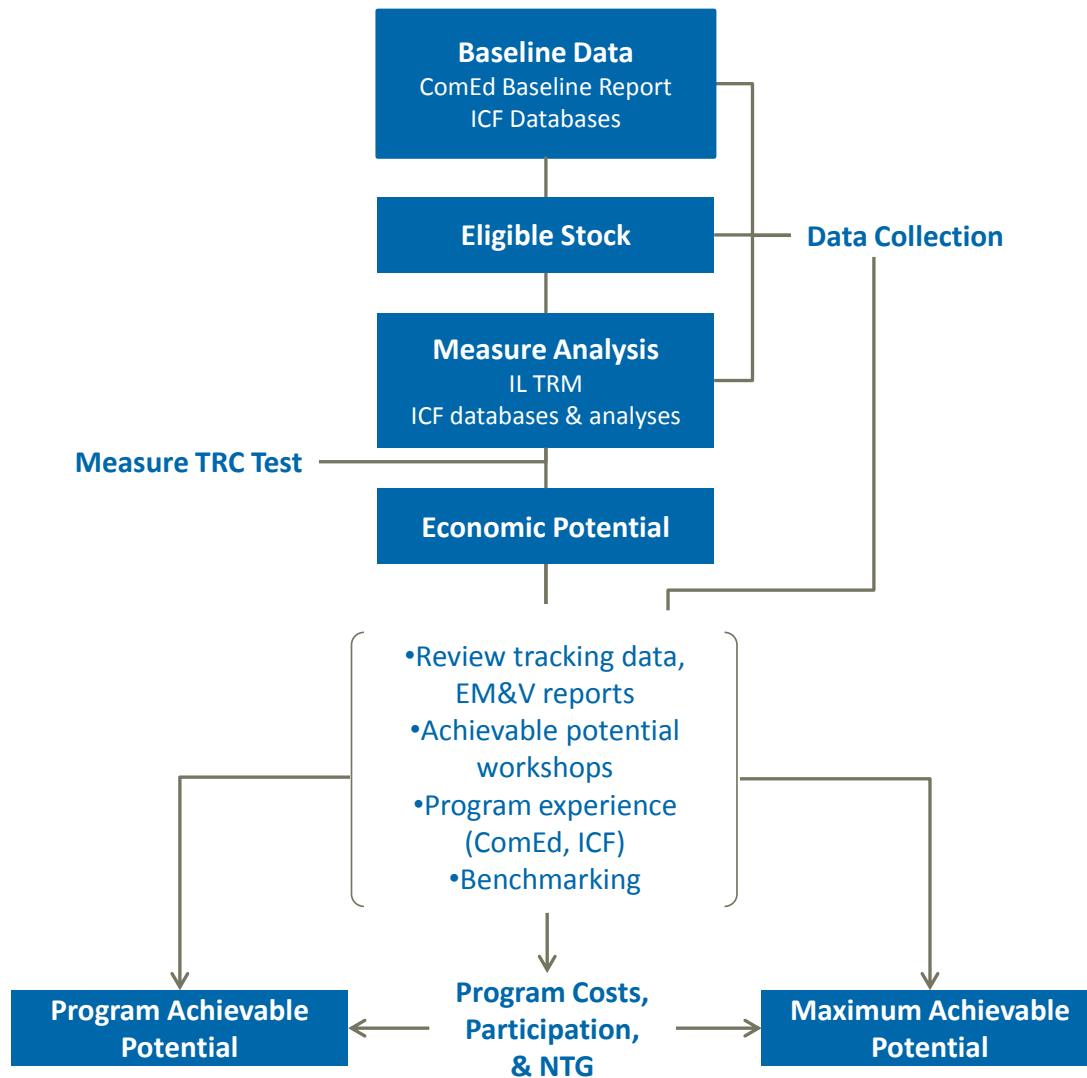 Baseline Data
ComEd Baseline Report
ICF Databases
Eligible Stock
Data Collection
Measure Analysis
IL TRM
ICF databases & analyses
Measure TRC Test
Economic Potential
•Review tracking data,
EM&V reports
•Achievable potential
workshops
•Program experience
(ComEd, ICF)
•Benchmarking
Program Achievable
Potential
Program Costs,
Participation,
& NTG
Maximum Achievable
Potential